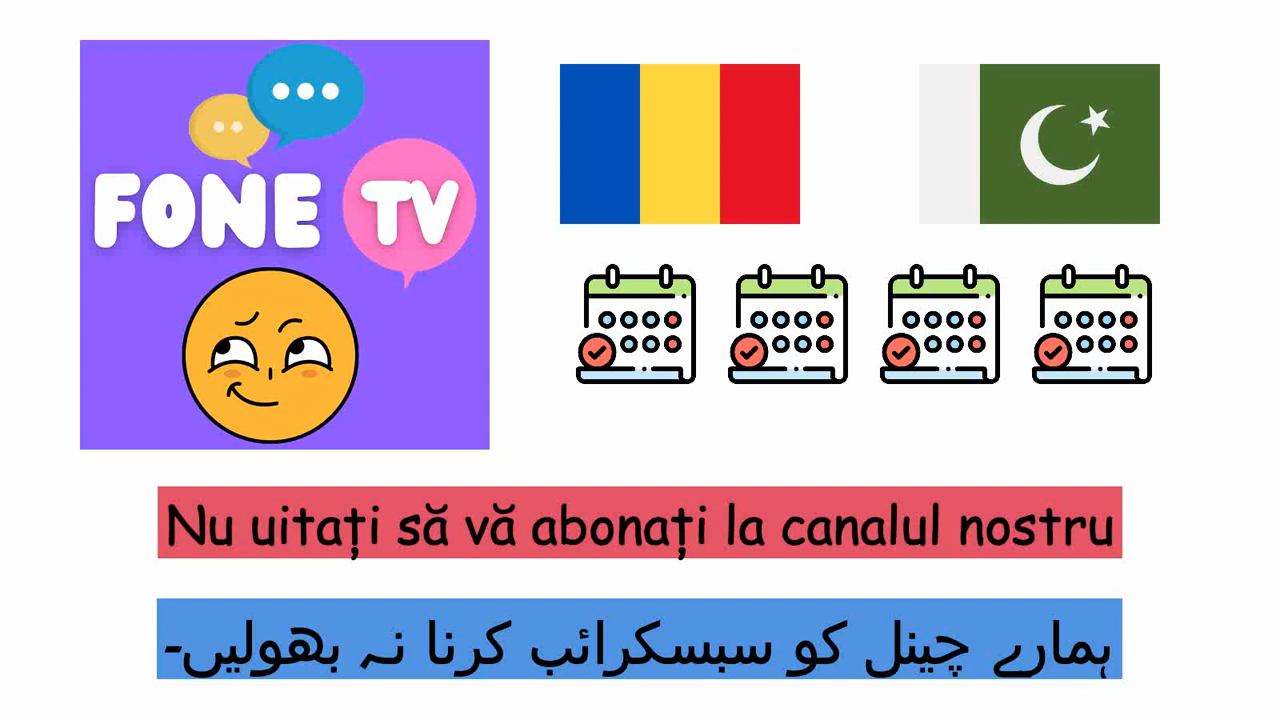 FONE TV
Nu uitați să vă abonați la canalul nostru
ہمارے چینل کو سبسکرائب کرنا نہ بھولیں۔